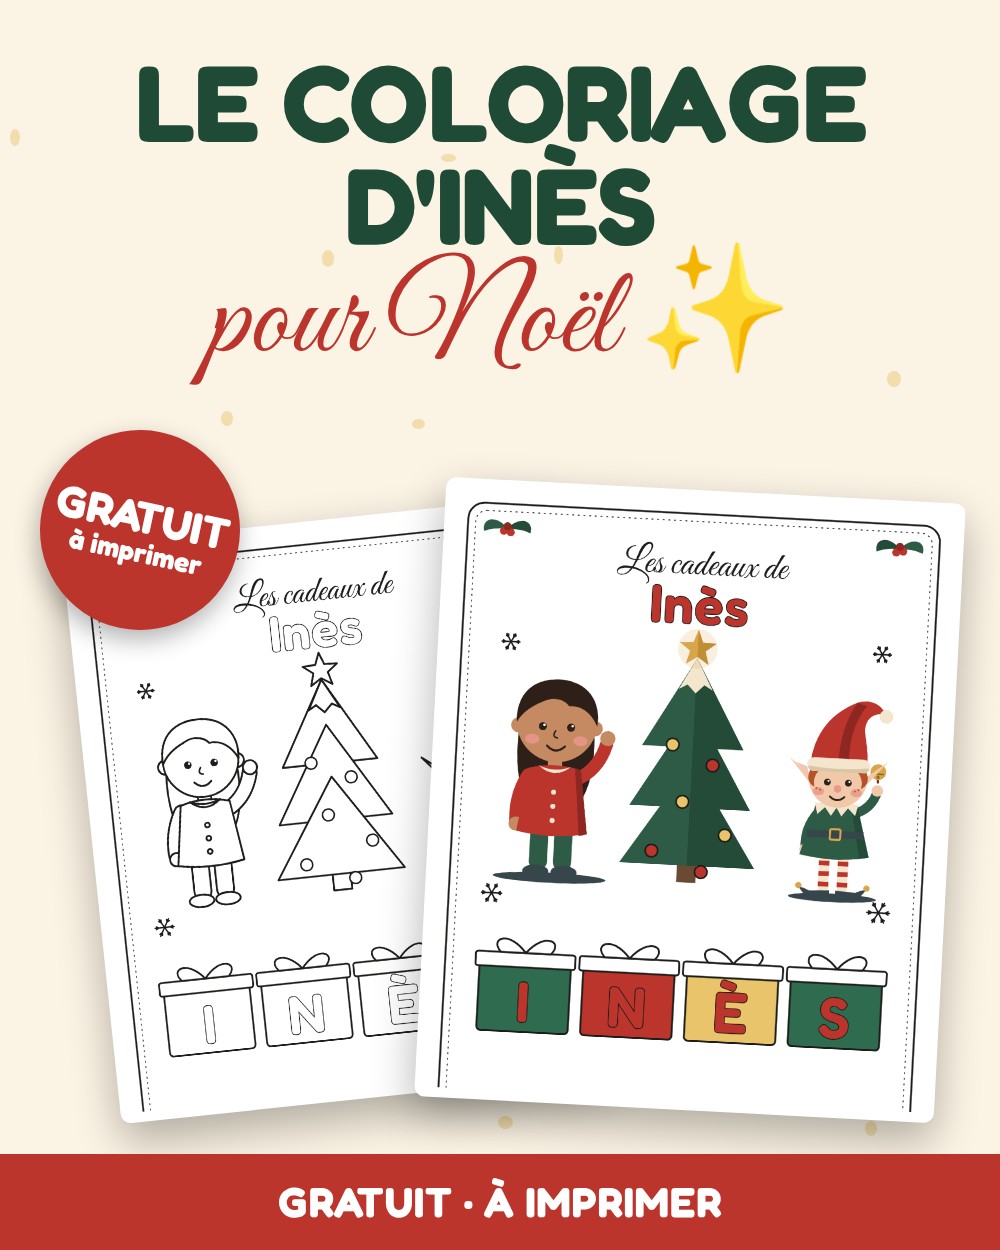 LE COLORIAGE
D'INÈS
pour Noël
GRATUIT
à imprimer
Les cadeaux de
Inès
I N È
Les cadeaux de
Inès
I N È S
GRATUIT · À IMPRIMER